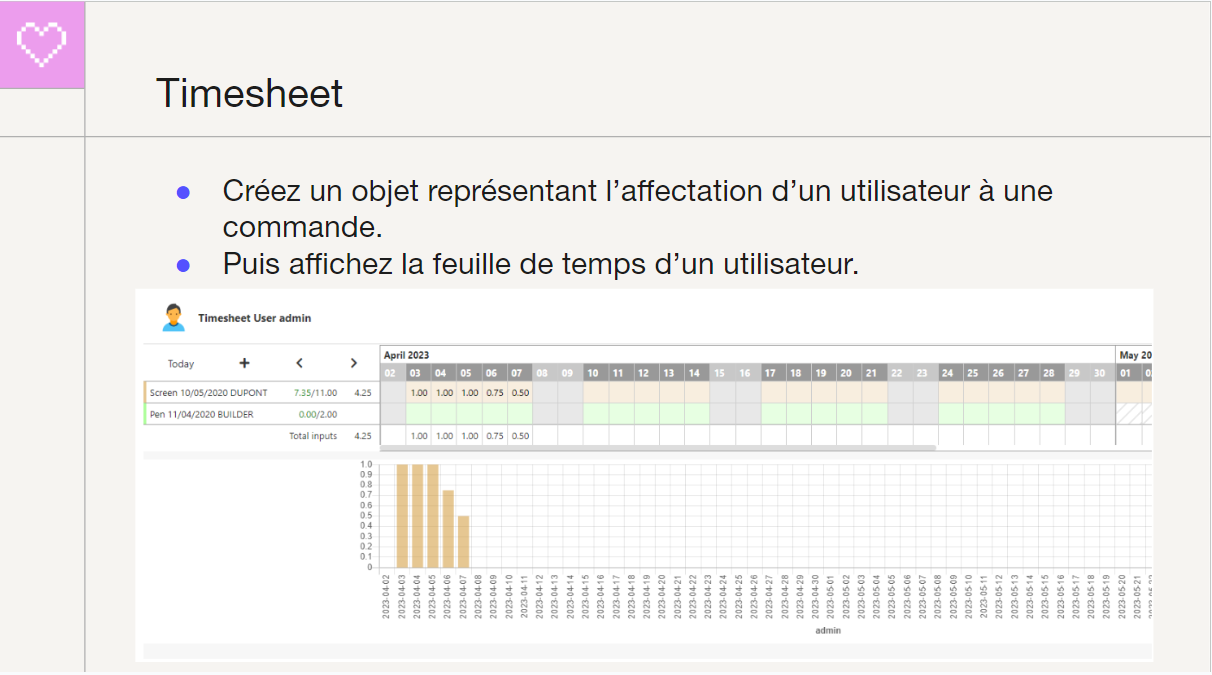 Timesheet
Créez un objet représentant l’affectation d’un utilisateur à une
commande.
Puis affichez la feuille de temps d’un utilisateur.
Timesheet User admin
Today + < >
April 2023 May 20
02 03 04 05 06 07 08 09 10 11 12 13 14 15 16 17 18 19 20 21 22 23 24 25 26 27 28 29 30 01
Screen 10/05/2020 DUPONT 7.35/11.00 4.25 1.00 1.00 1.00 0.75 0.50
Pen 11/04/2020 BUILDER 0.00/2.00
Total inputs 4.25 1.00 1.00 1.00 0.75 0.50
1.0
0.9
0.8
0.7
0.6
0.5
0.4
0.3
0.2
0.1
0
2023-04-02 2023-04-03 2023-04-04 2023-04-05 2023-04-06 2023-04-07 2023-04-08 2023-04-09 2023-04-10 2023-04-11 2023-04-12 2023-04-13 2023-04-14 2023-04-15 2023-04-16 2023-04-17 2023-04-18 2023-04-19 2023-04-20 2023-04-21 2023-04-22 2023-04-23 2023-04-24 2023-04-25 2023-04-26 2023-04-27 2023-04-28 2023-04-29 2023-04-30 2023-05-01 2023-05-02 2023-05-03 2023-05-04 2023-05-05 2023-05-06 2023-05-07 2023-05-08 2023-05-09 2023-05-10 2023-05-11 2023-05-12 2023-05-13 2023-05-14 2023-05-15 2023-05-16 2023-05-17 2023-05-18 2023-05-19 2023-05-20 2023-05-21
admin